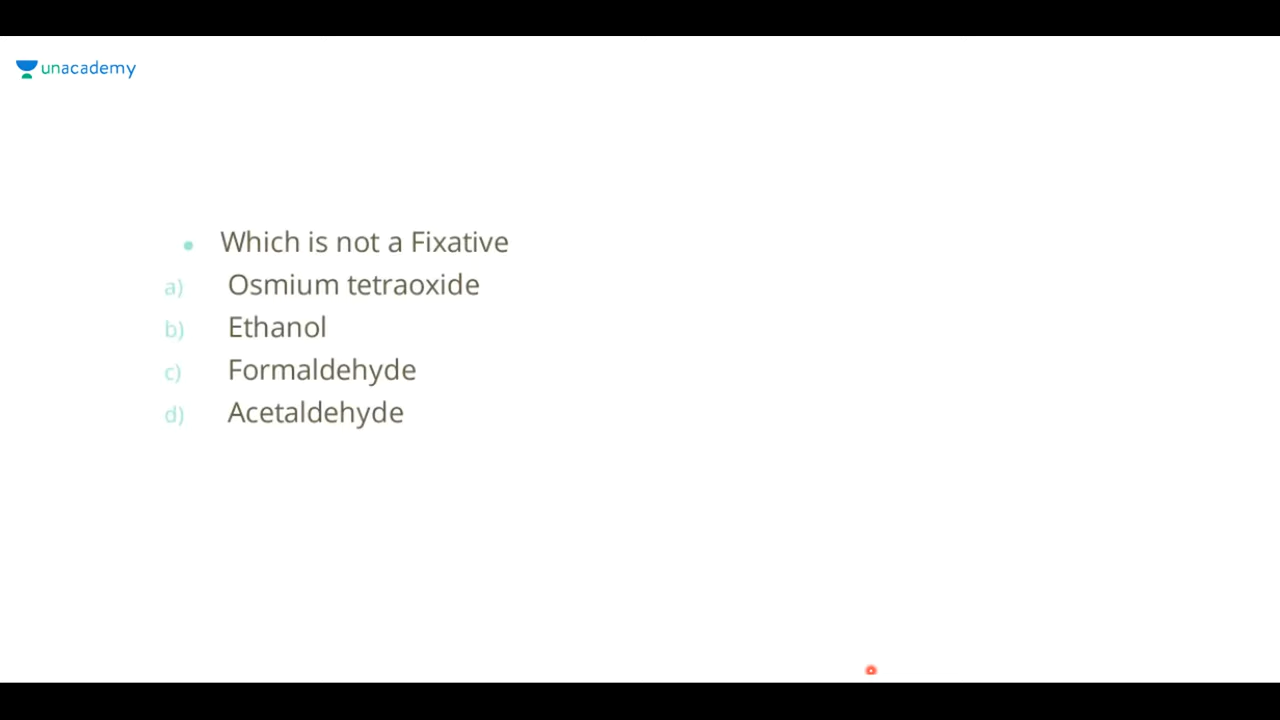 unacademy
• Which is not a Fixative
a) Osmium tetraoxide
b) Ethanol
c) Formaldehyde
d) Acetaldehyde